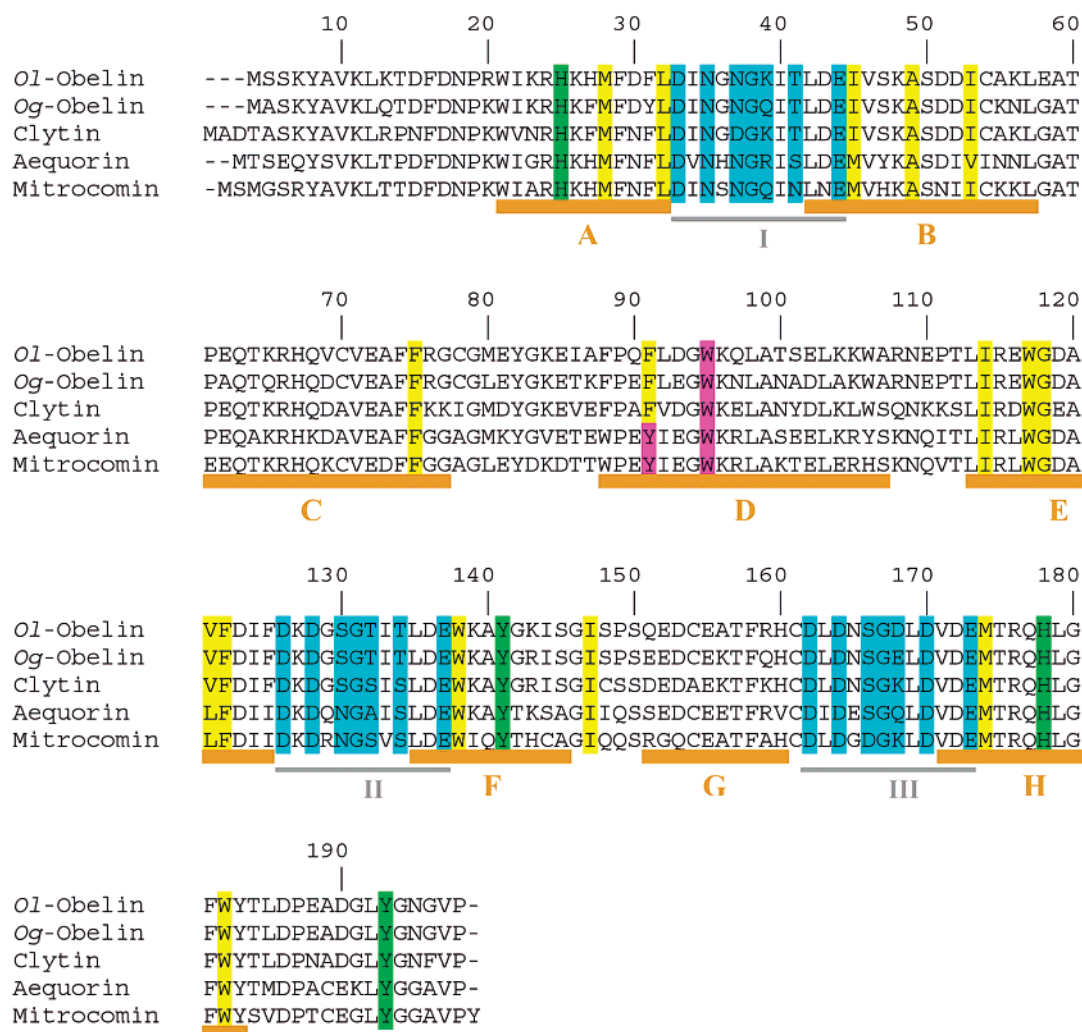 10 20 30 40 50 60
Ol-Obelin ---MSSKYAVKLKTDFDNPRWIKRHKHMFDFLDINGNGKITLDEIVSKASDDICAKLEAT
Og-Obelin ---MASKYAVKLQTDFDNPKWIKRHKFMFDYLDINGNGQITLDEIVSKASDDICKNLGAT
Clytin MADTASKYAVKLRPNFDNPKWVNRHKFMFNFLDINGDGKITLDEIVSKASDDICAKLGAT
Aequorin --MTSEQYSVKLTPDFDNPKWIGRHKHMFNFLDVNHNGRISLDEMVYKASDIVINNLGAT
Mitrocomin -MSMGSRYAVKLTTDFDNPKWIARHKHMFNFLDINSNGQINLNEMVHKASNIICKKLGAT
A I B
70 80 90 100 110 120
Ol-Obelin PEQTKRHQVCVEAFFRGCGMEYGKEIAFPQFLDGWKQLATSELKKWARNEPTLIREWGDA
Og-Obelin PAQTQRHQDCVEAFFRGCGLEYGKETKFPEFLEGWKNLANADLAKWARNEPTLIREWGDA
Clytin PEQTKRHQDAVEAFFKKIGMDYGKEVEFPAFVDGWKELANYDLKLWSQNKKSLIRDWGEA
Aequorin PEQAKRHKDAVEAFFGGAGMKYGVETEWPEYIEGWKRLASEELKRYSKNQITLIRLWGDA
Mitrocomin EEQTKRHQKCVEDFFGGAGLEYDKDTTWPEYIEGWKRLAKTELERHSKNQVTLIRLWGDA
C D E
130 140 150 160 170 180
Ol-Obelin VFDIFDKDGSGTITLDEWKAYGKISGISPSQEDCEATFRHCDLDNSGDLDVDEMTRQHLG
Og-Obelin VFDIFDKDGSGTITLDEWKAYGRISGISPSEEDCEKTFQHCDLDNSGELDVDEMTRQHLG
Clytin VFDIFDKDGSGSISLDEWKAYGRISGICSSDEDAEKTFKHCDLDNSGKLDVDEMTRQHLG
Aequorin LFDIIDKDQNGAISLDEWKAYTKSAGIIQSSEDCEETFRVCDIDESGQLDVDEMTRQHLG
Mitrocomin LFDIIDKDRNGSVSLDEWIQYTHCAGIQQSRGQCEATFAHCDLDGDGKLDVDEMTRQHLG
II F G III H
190
Ol-Obelin FWYTLDPEADGLYGNGVP-
Og-Obelin FWYTLDPEADGLYGNGVP-
Clytin FWYTLDPNADGLYGNFVP-
Aequorin FWYTMDPACEKLYGGAVP-
Mitrocomin FWYSVDPTCEGLYGGAVPY